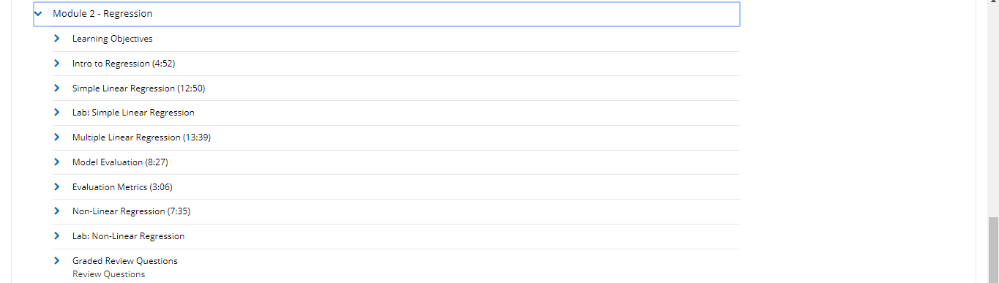 Module 2 - Regression
Learning Objectives
Intro to Regression (4:52)
Simple Linear Regression (12:50)
Lab: Simple Linear Regression
Multiple Linear Regression (13:39)
Model Evaluation (8:27)
Evaluation Metrics (3:06)
Non-Linear Regression (7:35)
Lab: Non-Linear Regression
Graded Review Questions
Review Questions